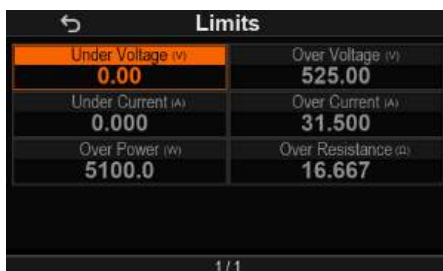 Limits
Under Voltage (V) Over Voltage (V)
0.00 525.00
Under Current (A) Over Current (A)
0.000 31.500
Over Power (W) Over Resistance (Ω)
5100.0 16.667
1/1